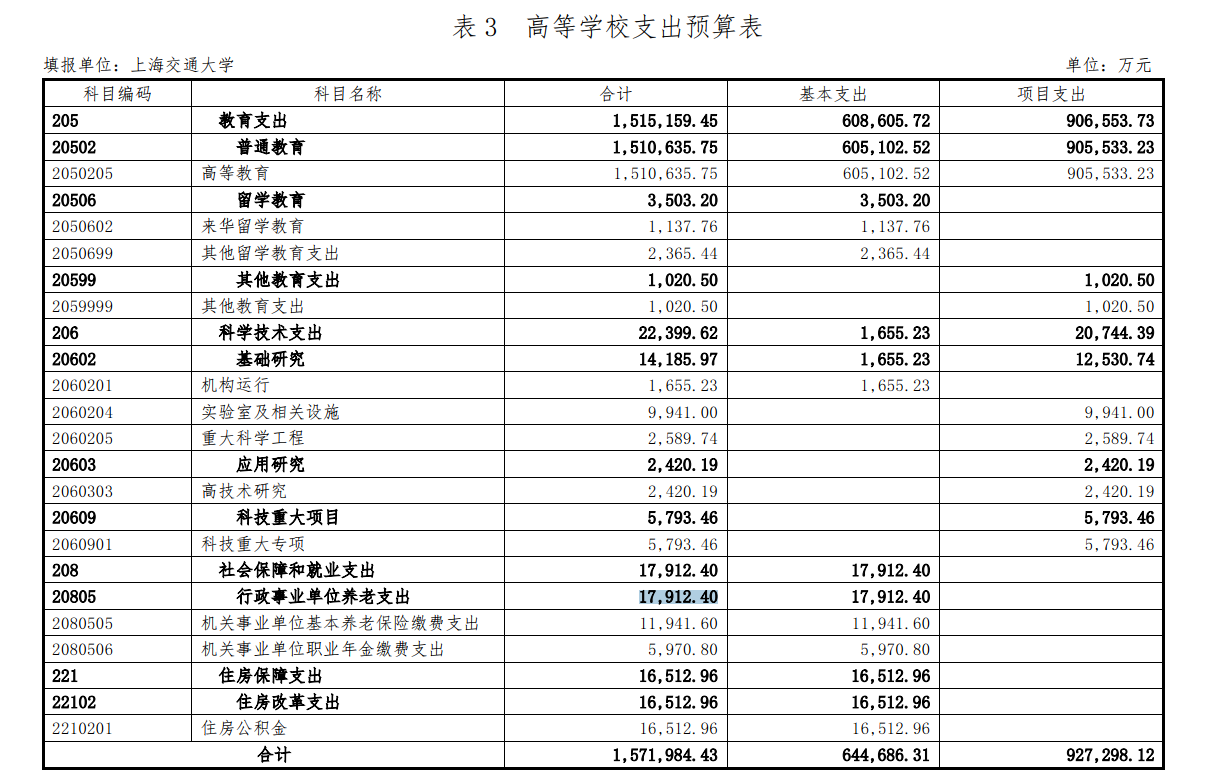 表 3 高等学校支出预算表
填报单位：上海交通大学 单位：万元
科目编码 科目名称 合计 基本支出 项目支出
205 教育支出 1,515,159.45 608,605.72 906,553.73
20502 普通教育 1,510,635.75 605,102.52 905,533.23
2050205 高等教育 1,510,635.75 605,102.52 905,533.23
20506 留学教育 3,503.20 3,503.20
2050602 来华留学教育 1,137.76 1,137.76
2050699 其他留学教育支出 2,365.44 2,365.44
20599 其他教育支出 1,020.50 1,020.50
2059999 其他教育支出 1,020.50 1,020.50
206 科学技术支出 22,399.62 1,655.23 20,744.39
20602 基础研究 14,185.97 1,655.23 12,530.74
2060201 机构运行 1,655.23 1,655.23
2060204 实验室及相关设施 9,941.00 9,941.00
2060205 重大科学工程 2,589.74 2,589.74
20603 应用研究 2,420.19 2,420.19
2060303 高技术研究 2,420.19 2,420.19
20609 科技重大项目 5,793.46 5,793.46
2060901 科技重大专项 5,793.46 5,793.46
208 社会保障和就业支出 17,912.40 17,912.40
20805 行政事业单位养老支出 17,912.40 17,912.40
2080505 机关事业单位基本养老保险缴费支出 11,941.60 11,941.60
2080506 机关事业单位职业年金缴费支出 5,970.80 5,970.80
221 住房保障支出 16,512.96 16,512.96
22102 住房改革支出 16,512.96 16,512.96
2210201 住房公积金 16,512.96 16,512.96
合计 1,571,984.43 644,686.31 927,298.12